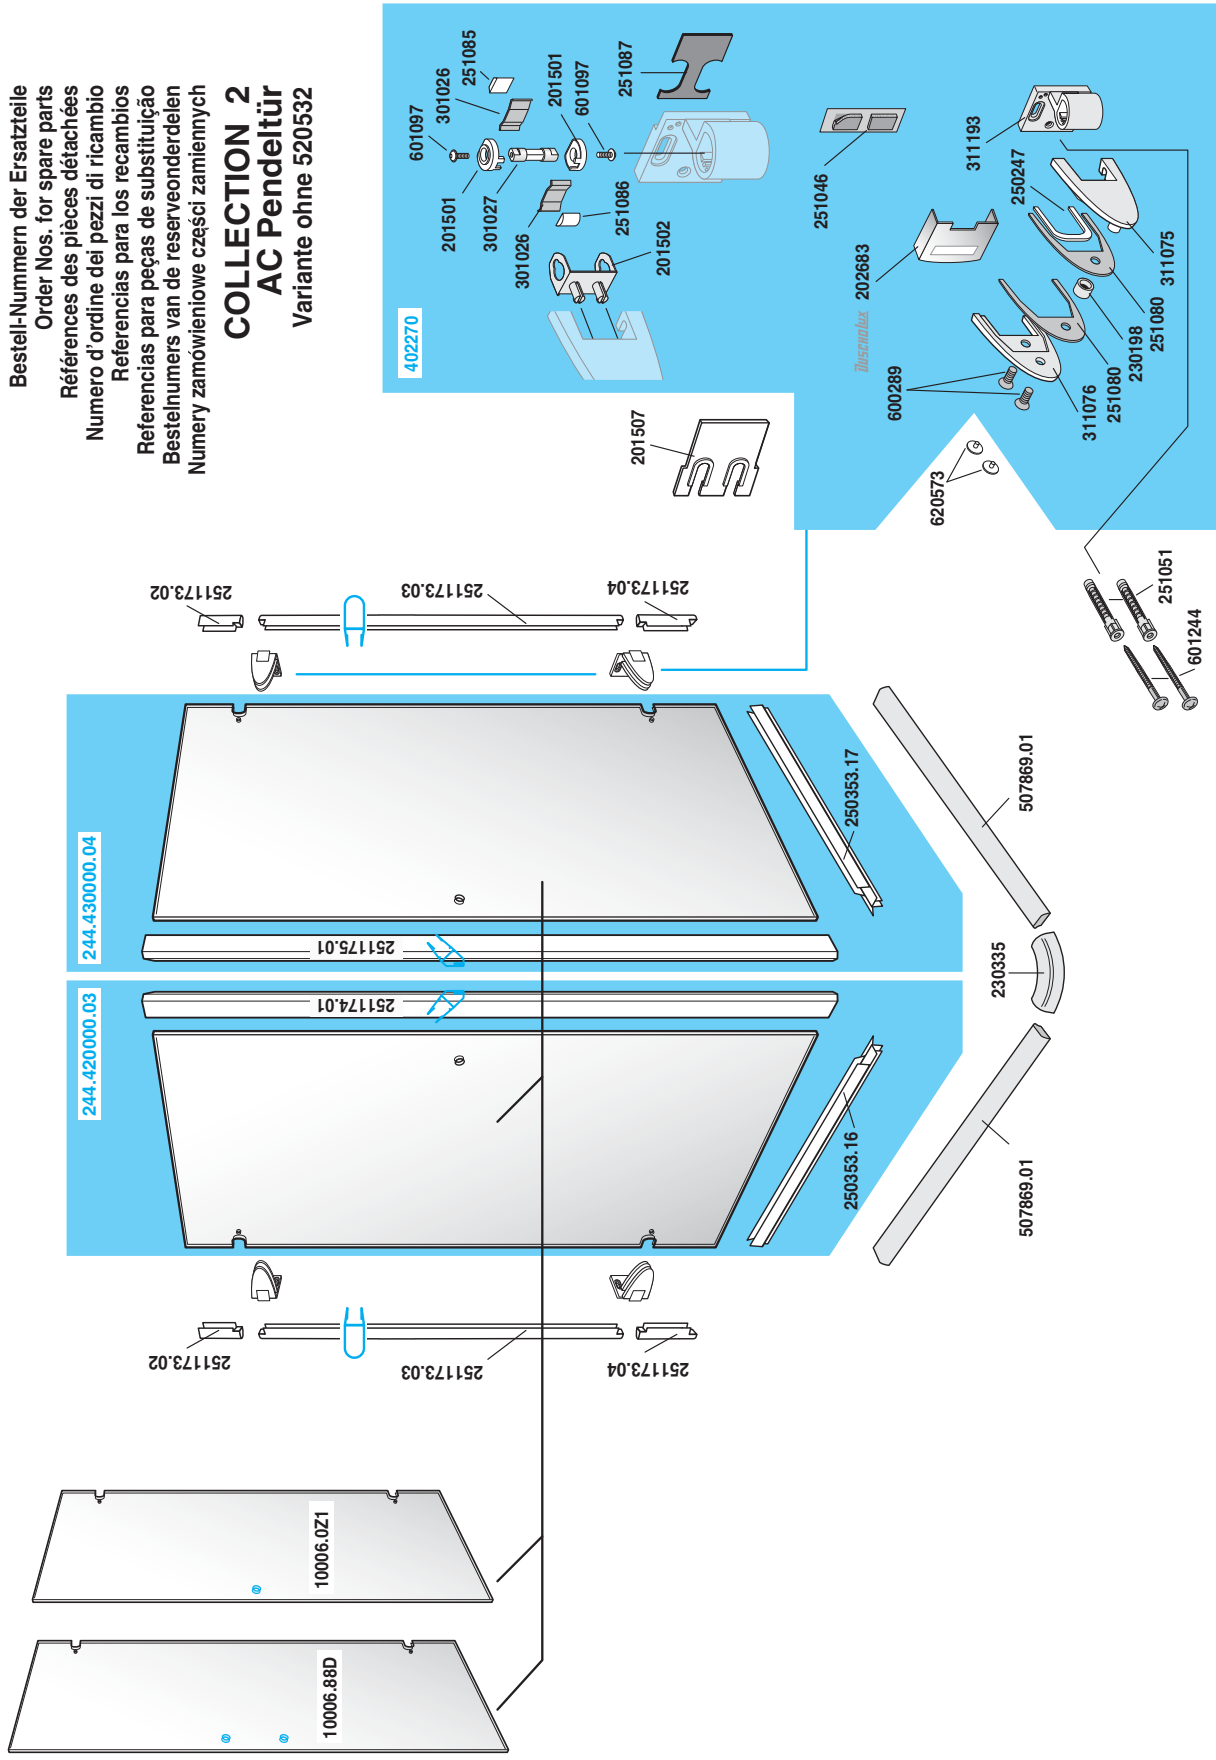 Bestell-Nummern der Ersatzteile
Order Nos. for spare parts
Références des pièces détachées
Numero d'ordine dei pezzi di ricambio
Referencias para los recambios
Referencias para peças de substituição
Bestelnumers van de reserveonderdelen
Numery zamówieniowe części zamiennych
COLLECTION 2
AC Pendeltür
Variante ohne 520532
402270
601097
201501
301027
301026
251085
301026
251086
201501
601097
201502
251087
251046
202683
Duscholux
600289
311076
251080
230198
251080
250247
311193
311075
201507
620573
251051
601244
251173.02
251173.03
251173.04
244.430000.04
251175.01
250353.17
244.420000.03
251174.01
250353.16
507869.01
230335
507869.01
251173.02
251173.03
251173.04
10006.0Z1
10006.88D